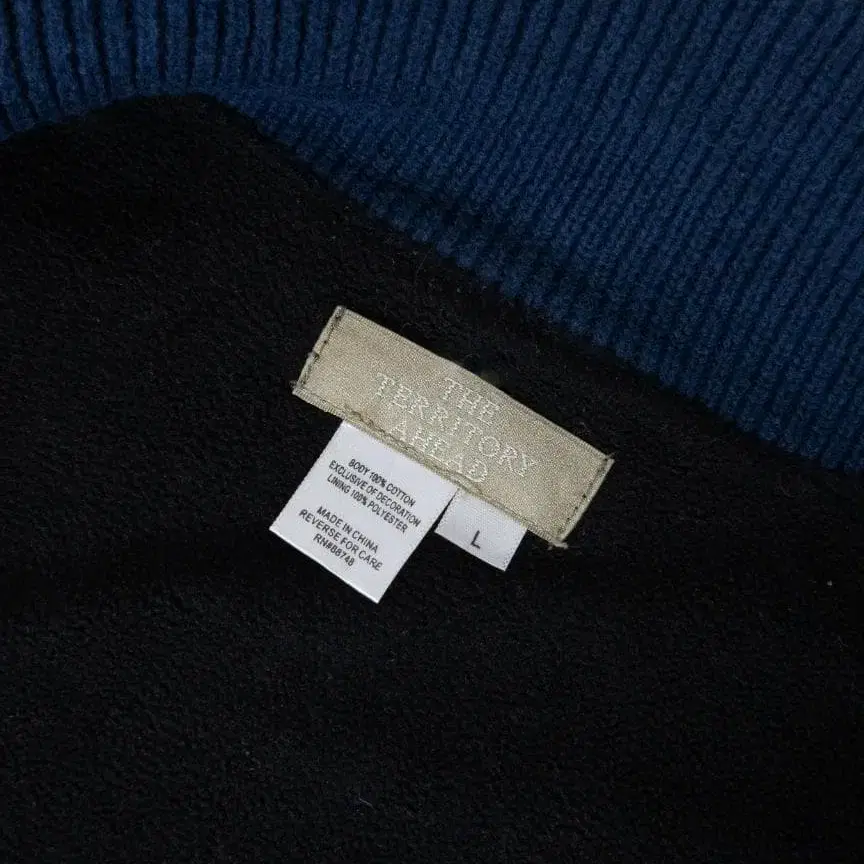 THE
TERRITORY
AHEAD
BODY 100% COTTON
EXCLUSIVE OF DECORATION
LINING 100% POLYESTER
MADE IN CHINA
REVERSE FOR CARE
RN#88748
L